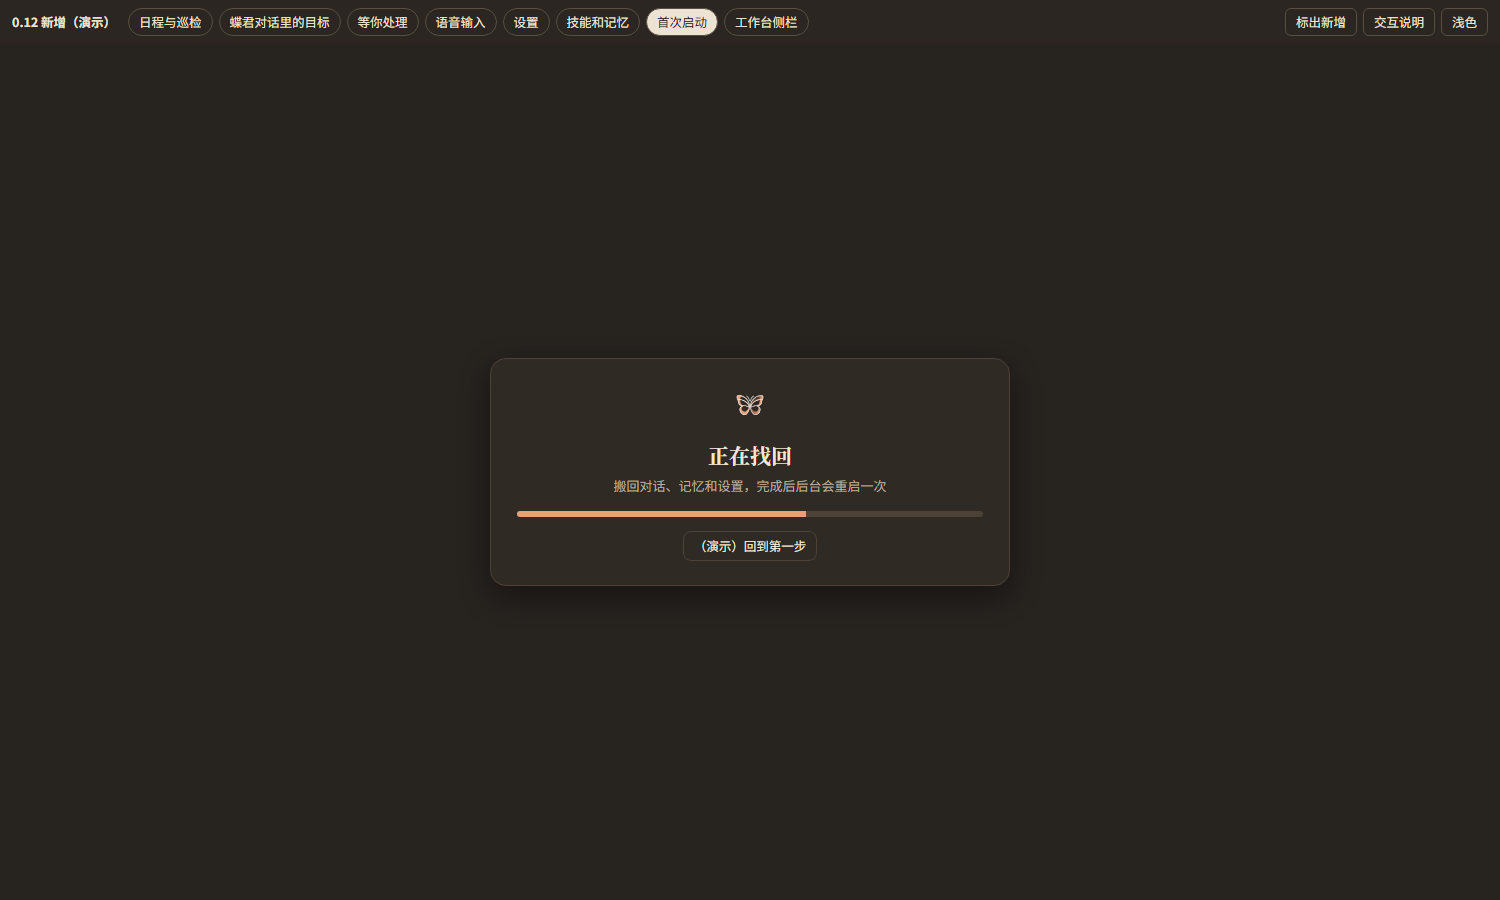 0.12 新增（演示） 日程与巡检 蝶君对话里的目标 等你处理 语音输入 设置 技能和记忆 首次启动 工作台侧栏 标出新增 交互说明 浅色
正在找回
搬回对话、记忆和设置，完成后后台会重启一次
（演示）回到第一步